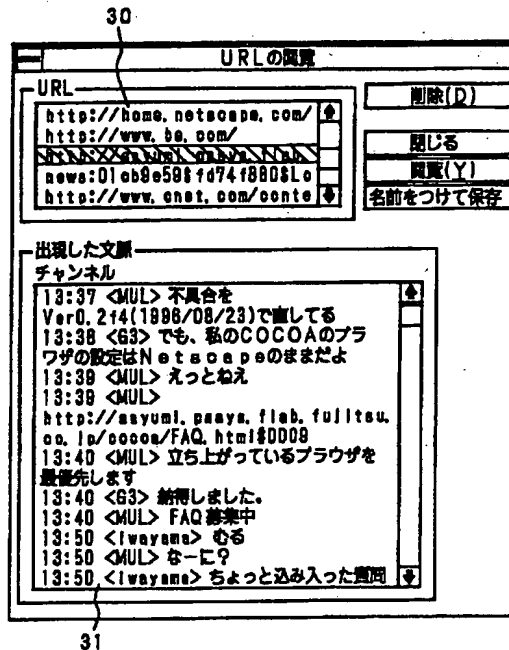 30
URLの閲覧
URL
http://home.netscape.com/
http://www.be.com/
news:01cb9e59$fd74f880$Lo
http://www.cnet.com/conte
削除(D)
閉じる
閲覧(Y)
名前をつけて保存
出現した文脈
チャンネル
13:37 <MUL> 不具合を
Ver0.2f4(1996/08/23)で直してる
13:38 <G3> でも、私のCOCOAのブラ
ウザの設定はNetscapeのままだよ
13:39 <MUL> えっとねえ
13:39 <MUL>
http://asyumi.paaya.flab.fujitsu.
co.jp/cocoa/FAQ.html#0009
13:40 <MUL> 立ち上がっているブラウザを
最優先します
13:40 <G3> 納得しました。
13:40 <MUL> FAQ募集中
13:50 <iwayama> むる
13:50 <MUL> なーに?
13:50 <iwayama> ちょっと込み入った質問
31